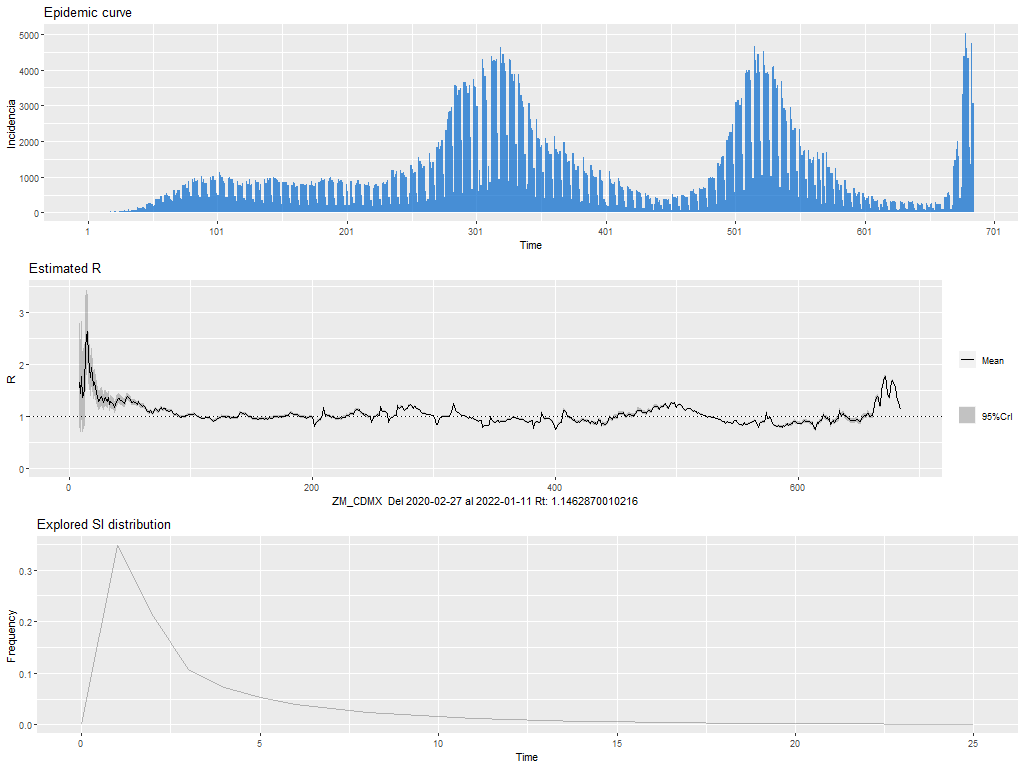 Epidemic curve
5000
4000
3000
2000
1000
0
Incidencia
1 101 201 301 401 501 601 701
Time
Estimated R
3
2
1
0
R
Mean
95%CrI
0 200 400 600
ZM_CDMX Del 2020-02-27 al 2022-01-11 Rt: 1.1462870010216
Explored SI distribution
0.3
0.2
0.1
0.0
Frequency
0 5 10 15 20 25
Time